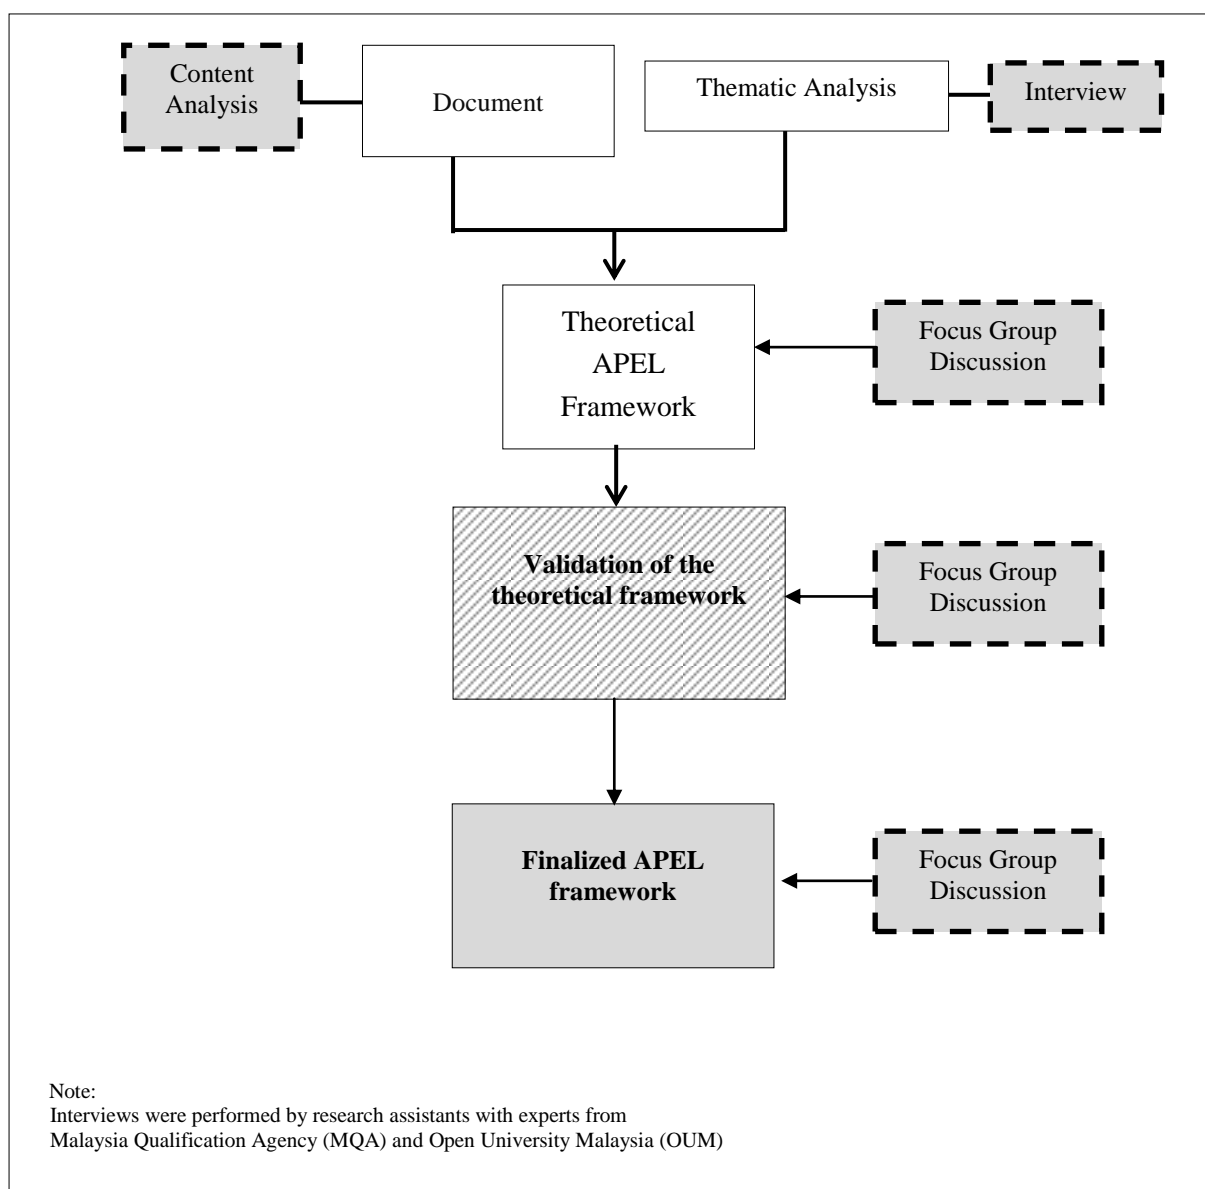 Content
Analysis
Document
Thematic Analysis
Interview
Theoretical
APEL
Framework
Focus Group
Discussion
Validation of the
theoretical framework
Focus Group
Discussion
Finalized APEL
framework
Focus Group
Discussion
Note:
Interviews were performed by research assistants with experts from
Malaysia Qualification Agency (MQA) and Open University Malaysia (OUM)